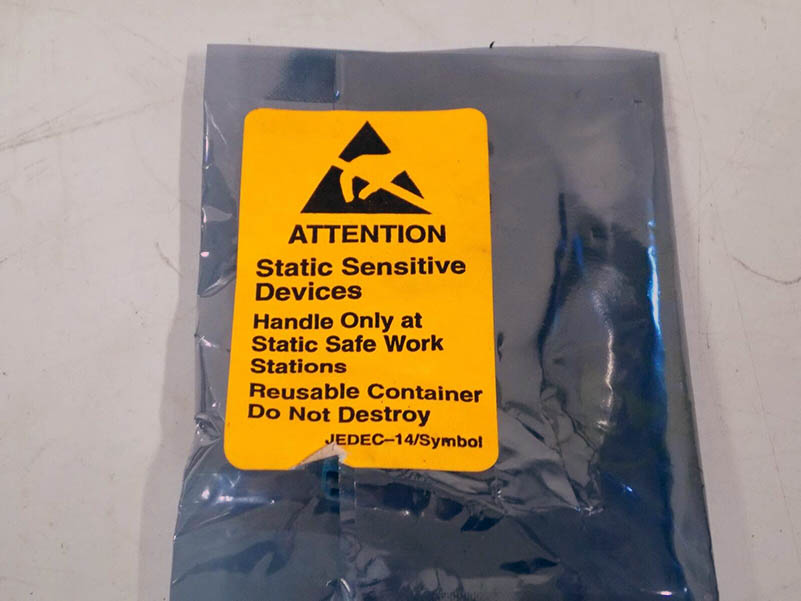 ATTENTION
Static Sensitive
Devices
Handle Only at
Static Safe Work
Stations
Reusable Container
Do Not Destroy
JEDEC-14/Symbol